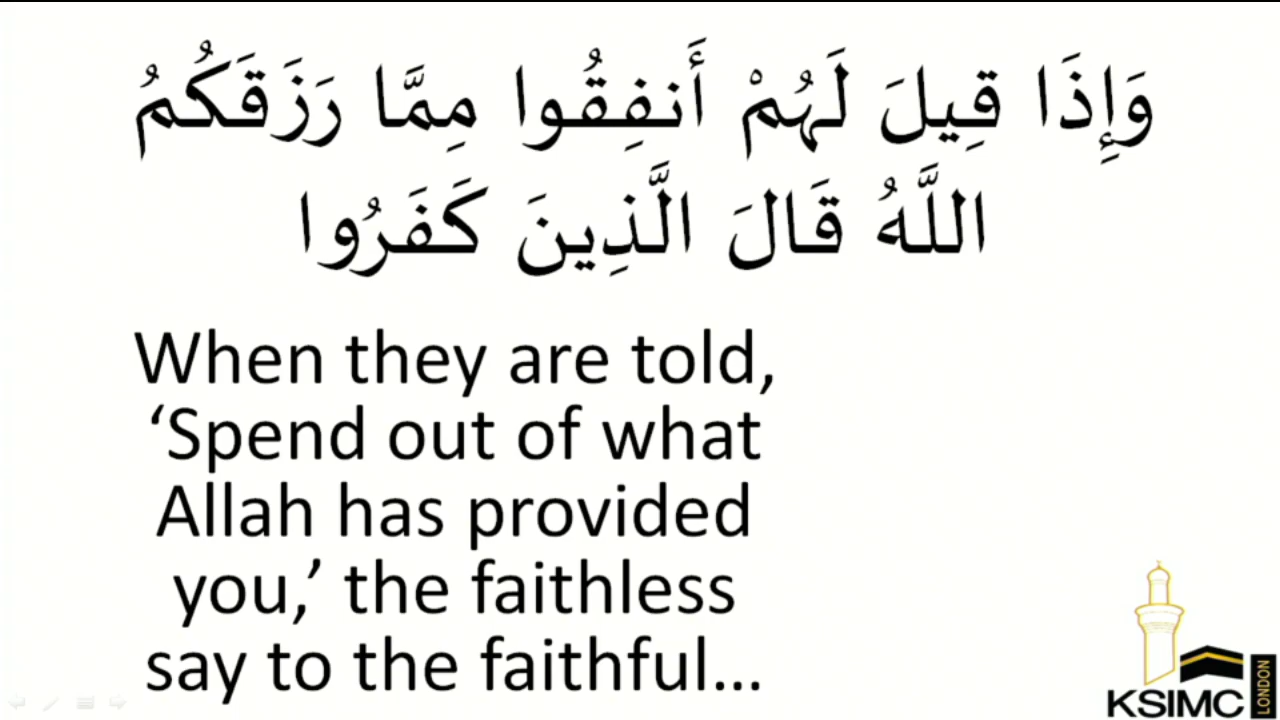 وَإِذَا قِيلَ لَهُمْ أَنفِقُوا مِمَّا رَزَقَكُمُ
اللَّهُ قَالَ الَّذِينَ كَفَرُوا
When they are told,
‘Spend out of what
Allah has provided
you,’ the faithless
say to the faithful...
KSIMC
LONDON